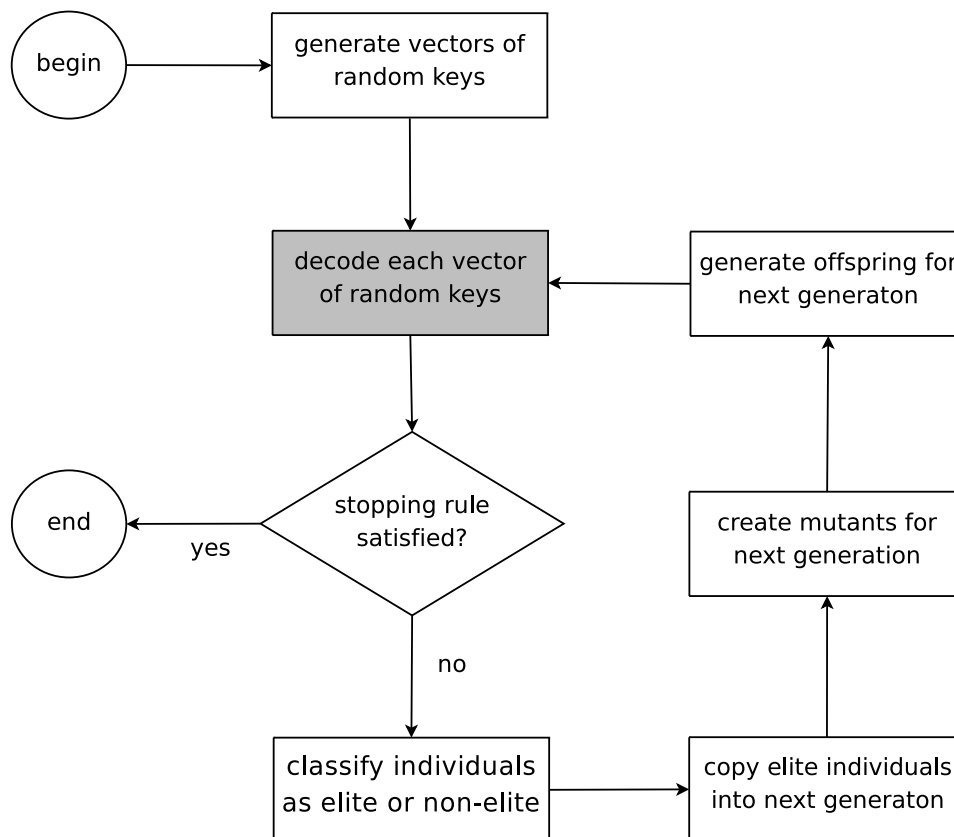 begin
generate vectors of
random keys
decode each vector
of random keys
generate offspring for
next generaton
stopping rule
satisfied?
end
yes
create mutants for
next generation
no
classify individuals
as elite or non-elite
copy elite individuals
into next generaton